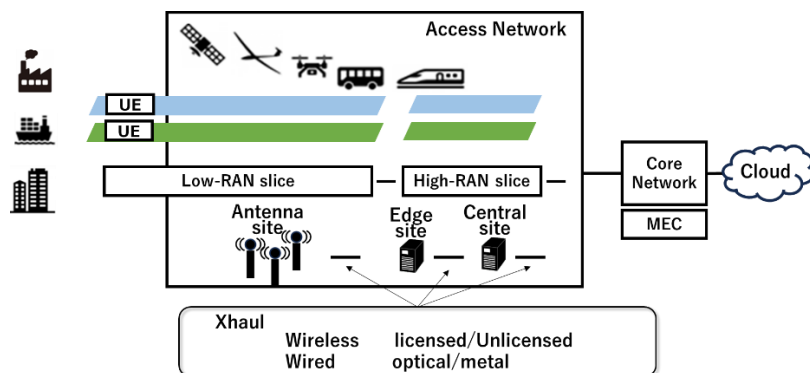 Access Network
UE
UE
Low-RAN slice
High-RAN slice
Core
Network
Cloud
MEC
Antenna
site
Edge
site
Central
site
Xhaul
Wireless licensed/Unlicensed
Wired optical/metal